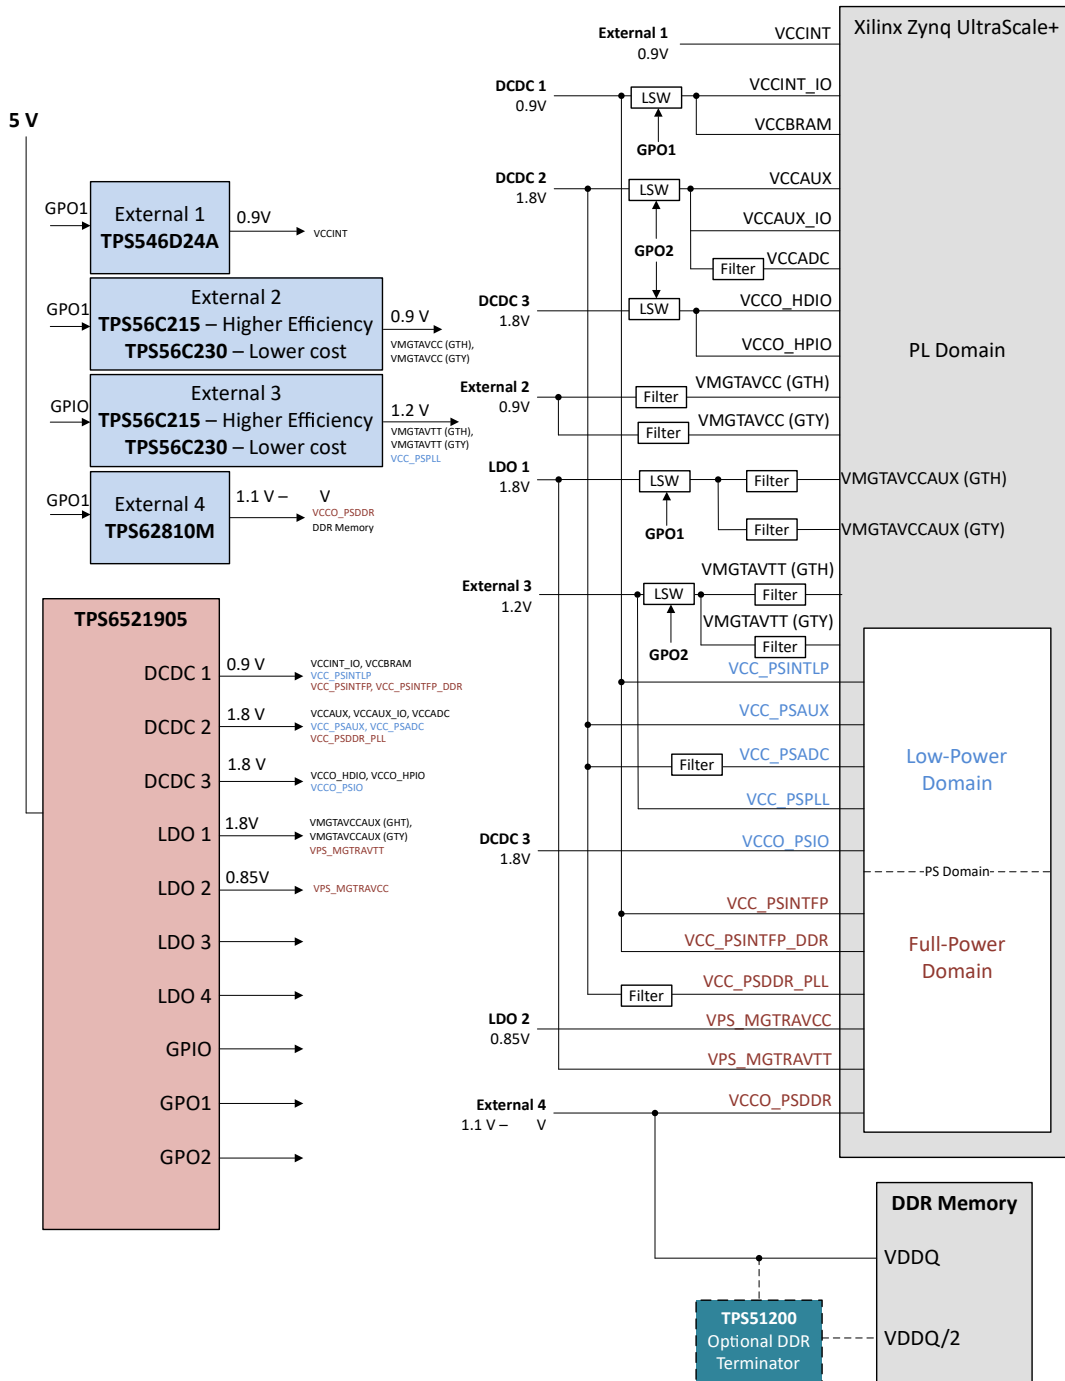 5 V
GPO1
External 1
TPS546D24A
0.9V
VCCINT
GPO1
External 2
TPS56C215 – Higher Efficiency
TPS56C230 – Lower cost
0.9 V
VMGTAVCC (GTH),
VMGTAVCC (GTY)
GPIO
External 3
TPS56C215 – Higher Efficiency
TPS56C230 – Lower cost
1.2 V
VMGTAVTT (GTH),
VMGTAVTT (GTY)
VCC_PSPLL
GPO1
External 4
TPS62810M
1.1 V – V
VCCO_PSDDR
DDR Memory
TPS6521905
DCDC 1
0.9 V
VCCINT_IO, VCCBRAM
VCC_PSINTLP
VCC_PSINTFP, VCC_PSINTFP_DDR
DCDC 2
1.8 V
VCCAUX, VCCAUX_IO, VCCADC
VCC_PSAUX, VCC_PSADC
VCC_PSDDR_PLL
DCDC 3
1.8 V
VCCO_HDIO, VCCO_HPIO
VCCO_PSIO
LDO 1
1.8V
VMGTAVCCAUX (GHT),
VMGTAVCCAUX (GTY)
VPS_MGTRAVTT
LDO 2
0.85V
VPS_MGTRAVCC
LDO 3
LDO 4
GPIO
GPO1
GPO2
Xilinx Zynq UltraScale+
External 1
0.9V
VCCINT
DCDC 1
0.9V
LSW
GPO1
VCCINT_IO
VCCBRAM
DCDC 2
1.8V
LSW
VCCAUX
VCCAUX_IO
GPO2
Filter
VCCADC
DCDC 3
1.8V
LSW
VCCO_HDIO
VCCO_HPIO
PL Domain
External 2
0.9V
Filter
VMGTAVCC (GTH)
Filter
VMGTAVCC (GTY)
LDO 1
1.8V
LSW
GPO1
Filter
VMGTAVCCAUX (GTH)
Filter
VMGTAVCCAUX (GTY)
External 3
1.2V
LSW
GPO2
VMGTAVTT (GTH)
Filter
VMGTAVTT (GTY)
Filter
VCC_PSINTLP
VCC_PSAUX
Filter
VCC_PSADC
VCC_PSPLL
Low-Power
Domain
DCDC 3
1.8V
VCCO_PSIO
PS Domain
VCC_PSINTFP
VCC_PSINTFP_DDR
Full-Power
Domain
Filter
VCC_PSDDR_PLL
LDO 2
0.85V
VPS_MGTRAVCC
VPS_MGTRAVTT
External 4
1.1 V – V
VCCO_PSDDR
DDR Memory
VDDQ
TPS51200
Optional DDR
Terminator
VDDQ/2